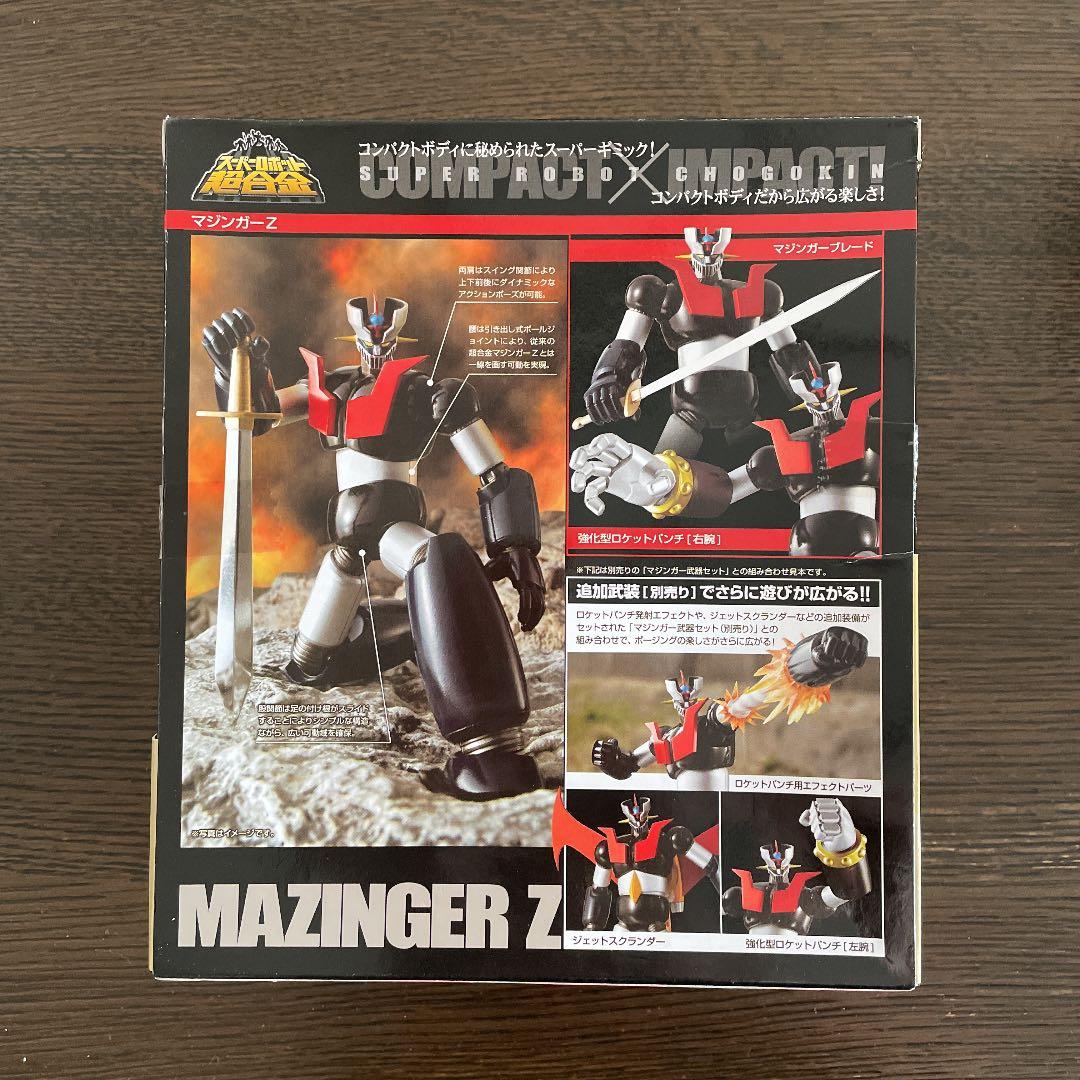 スーパーロボット
超合金
コンパクトボディに秘められたスーパーギミック!
COMPACT×IMPACT!
SUPER ROBOT CHOGOKIN
コンパクトボディだから広がる楽しさ!
マジンガーZ
両肩はスイング関節により
上下前後にダイナミックな
アクションポーズが可能。
腰は引き出し式ボールジ
ョイントにより、従来の
超合金マジンガーZとは
一線を画す可動を実現。
股関節は足の付け根がスライド
することによりシンプルな構造
ながら、広い可動域を確保。
※写真はイメージです。
MAZINGER Z
マジンガーブレード
強化型ロケットパンチ[右腕]
※下記は別売りの「マジンガー武器セット」との組み合わせ見本です。
追加武装[別売り]でさらに遊びが広がる!!
ロケットパンチ発射エフェクトや、ジェットスクランダーなどの追加装備が
セットされた「マジンガー武器セット(別売り)」との
組み合わせで、ポージングの楽しさがさらに広がる!
ロケットパンチ用エフェクトパーツ
ジェットスクランダー
強化型ロケットパンチ[左腕]